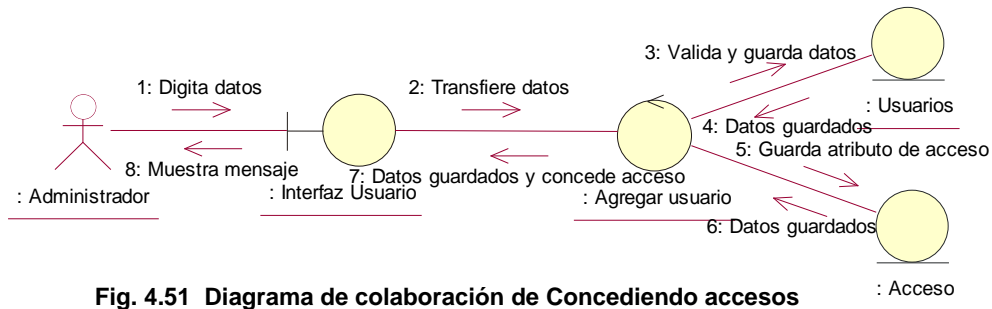 3: Valida y guarda datos
1: Digita datos
2: Transfiere datos
: Usuarios
4: Datos guardados
5: Guarda atributo de acceso
8: Muestra mensaje
7: Datos guardados y concede acceso
: Administrador
: Interfaz Usuario
: Agregar usuario
6: Datos guardados
: Acceso
Fig. 4.51 Diagrama de colaboración de Concediendo accesos